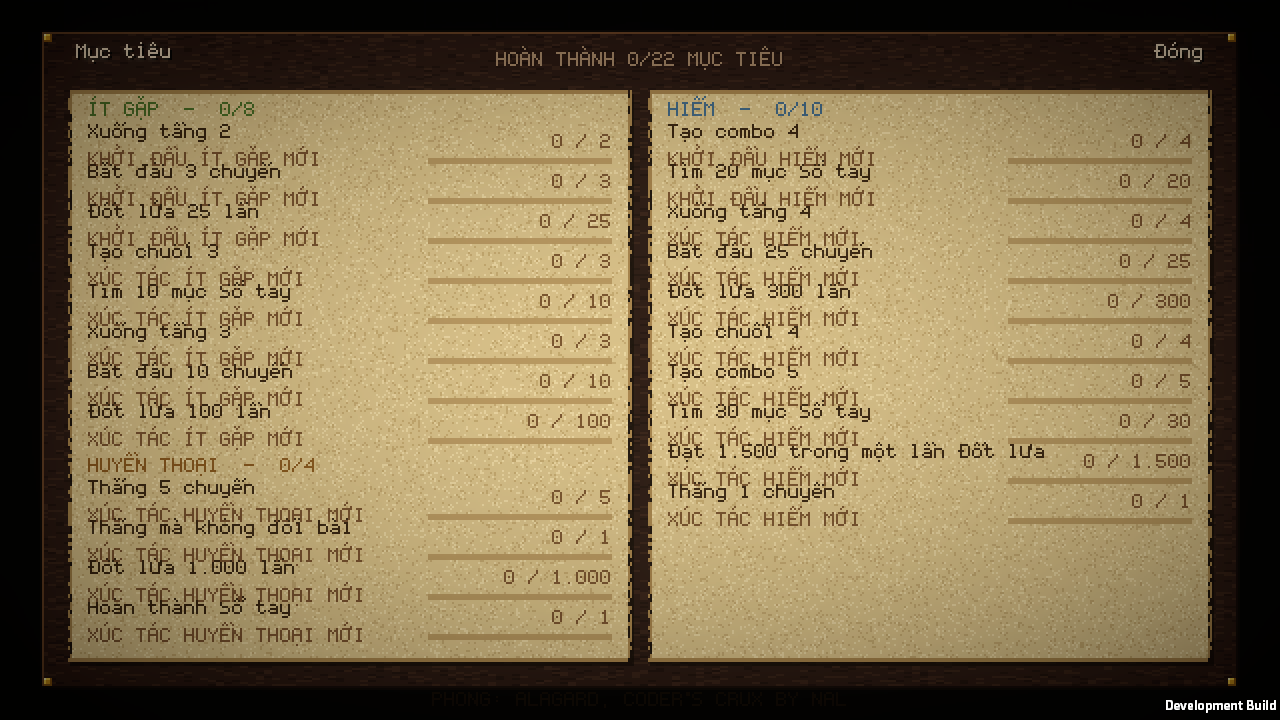 Mục tiêu
HOÀN THÀNH 0/22 MỤC TIÊU
Đóng
ÍT GẶP - 0/8
Xuống tầng 2
0 / 2
KHỞI ĐẦU ÍT GẶP MỚI
Bắt đầu 3 chuyến
0 / 3
KHỞI ĐẦU ÍT GẶP MỚI
Đốt lửa 25 lần
0 / 25
KHỞI ĐẦU ÍT GẶP MỚI
Tạo chuỗi 3
0 / 3
XÚC TÁC ÍT GẶP MỚI
Tìm 10 mục Sổ tay
0 / 10
XÚC TÁC ÍT GẶP MỚI
Xuống tầng 3
0 / 3
XÚC TÁC ÍT GẶP MỚI
Bắt đầu 10 chuyến
0 / 10
XÚC TÁC ÍT GẶP MỚI
Đốt lửa 100 lần
0 / 100
XÚC TÁC ÍT GẶP MỚI
HUYỀN THOẠI - 0/4
Thắng 5 chuyến
0 / 5
XÚC TÁC HUYỀN THOẠI MỚI
Thắng mà không đổi bài
0 / 1
XÚC TÁC HUYỀN THOẠI MỚI
Đốt lửa 1.000 lần
0 / 1.000
XÚC TÁC HUYỀN THOẠI MỚI
Hoàn thành Sổ tay
0 / 1
XÚC TÁC HUYỀN THOẠI MỚI
HIẾM - 0/10
Tạo combo 4
0 / 4
KHỞI ĐẦU HIẾM MỚI
Tìm 20 mục Sổ tay
0 / 20
KHỞI ĐẦU HIẾM MỚI
Xuống tầng 4
0 / 4
XÚC TÁC HIẾM MỚI
Bắt đầu 25 chuyến
0 / 25
XÚC TÁC HIẾM MỚI
Đốt lửa 300 lần
0 / 300
XÚC TÁC HIẾM MỚI
Tạo chuỗi 4
0 / 4
XÚC TÁC HIẾM MỚI
Tạo combo 5
0 / 5
XÚC TÁC HIẾM MỚI
Tìm 30 mục Sổ tay
0 / 30
XÚC TÁC HIẾM MỚI
Đạt 1.500 trong một lần Đốt lửa
0 / 1.500
XÚC TÁC HIẾM MỚI
Thắng 1 chuyến
0 / 1
XÚC TÁC HIẾM MỚI
PHÔNG: ALAGARD, CODER'S CRUX BY NAL
Development Build